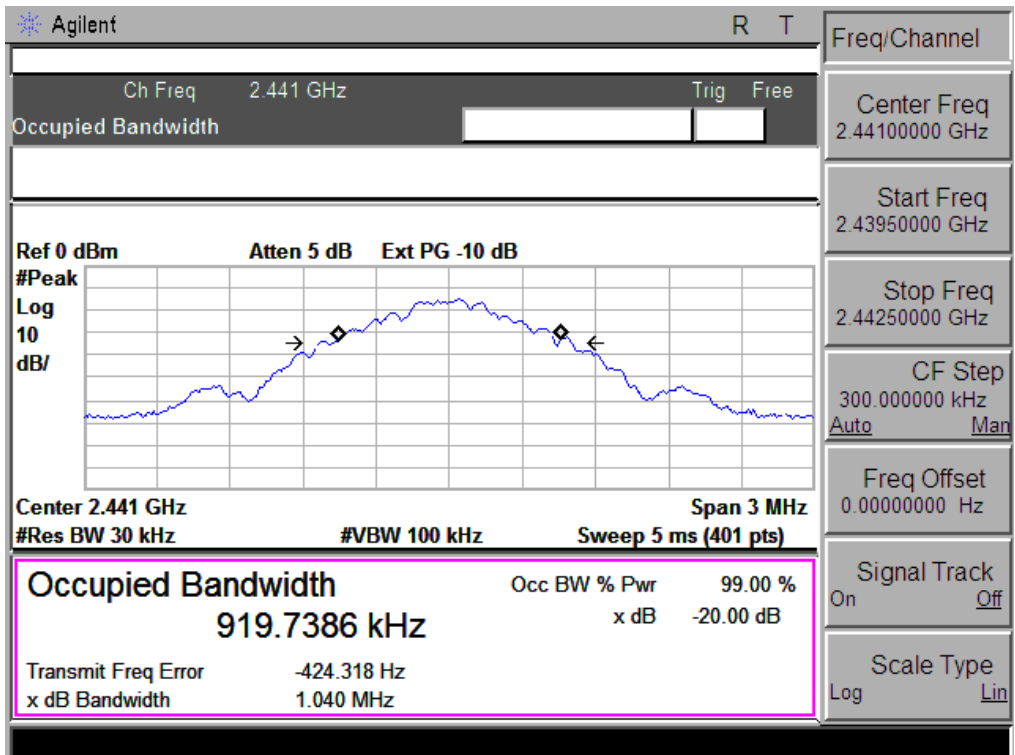 Agilent R T
Ch Freq 2.441 GHz Trig Free
Occupied Bandwidth
Ref 0 dBm Atten 5 dB Ext PG -10 dB
#Peak
Log
10
dB/
Center 2.441 GHz Span 3 MHz
#Res BW 30 kHz #VBW 100 kHz Sweep 5 ms (401 pts)
Occupied Bandwidth Occ BW % Pwr 99.00 %
919.7386 kHz x dB -20.00 dB
Transmit Freq Error -424.318 Hz
x dB Bandwidth 1.040 MHz
Freq/Channel
Center Freq
2.44100000 GHz
Start Freq
2.43950000 GHz
Stop Freq
2.44250000 GHz
CF Step
300.000000 kHz
Auto Man
Freq Offset
0.00000000 Hz
Signal Track
On Off
Scale Type
Log Lin